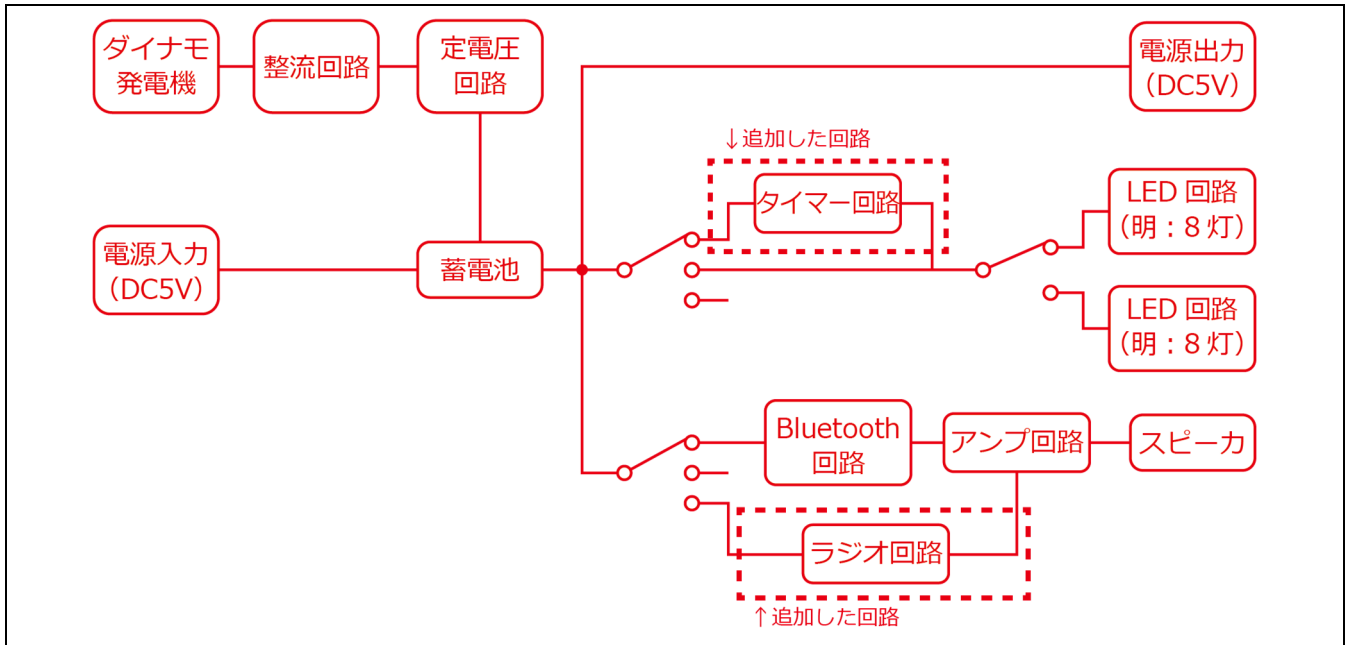 ダイナモ
発電機
整流回路
定電圧
回路
電源出力
（DC5V）
↓追加した回路
タイマー回路
LED 回路
（明：8 灯）
電源入力
（DC5V）
蓄電池
LED 回路
（明：8 灯）
Bluetooth
回路
アンプ回路
スピーカ
ラジオ回路
↑追加した回路